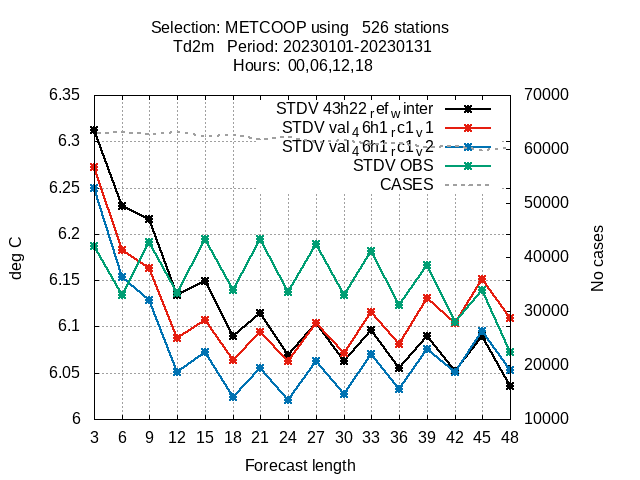 Selection: METCOOP using   526 stations
Td2m   Period: 20230101-20230131
Hours:  00,06,12,18
6.35
6.3
6.25
6.2
6.15
6.1
6.05
6
deg C
70000
60000
50000
40000
30000
20000
10000
No cases
STDV 43h22refwinter
STDV val46h1rc1v1
STDV val46h1rc1v2
STDV OBS
CASES
3 6 9 12 15 18 21 24 27 30 33 36 39 42 45 48
Forecast length